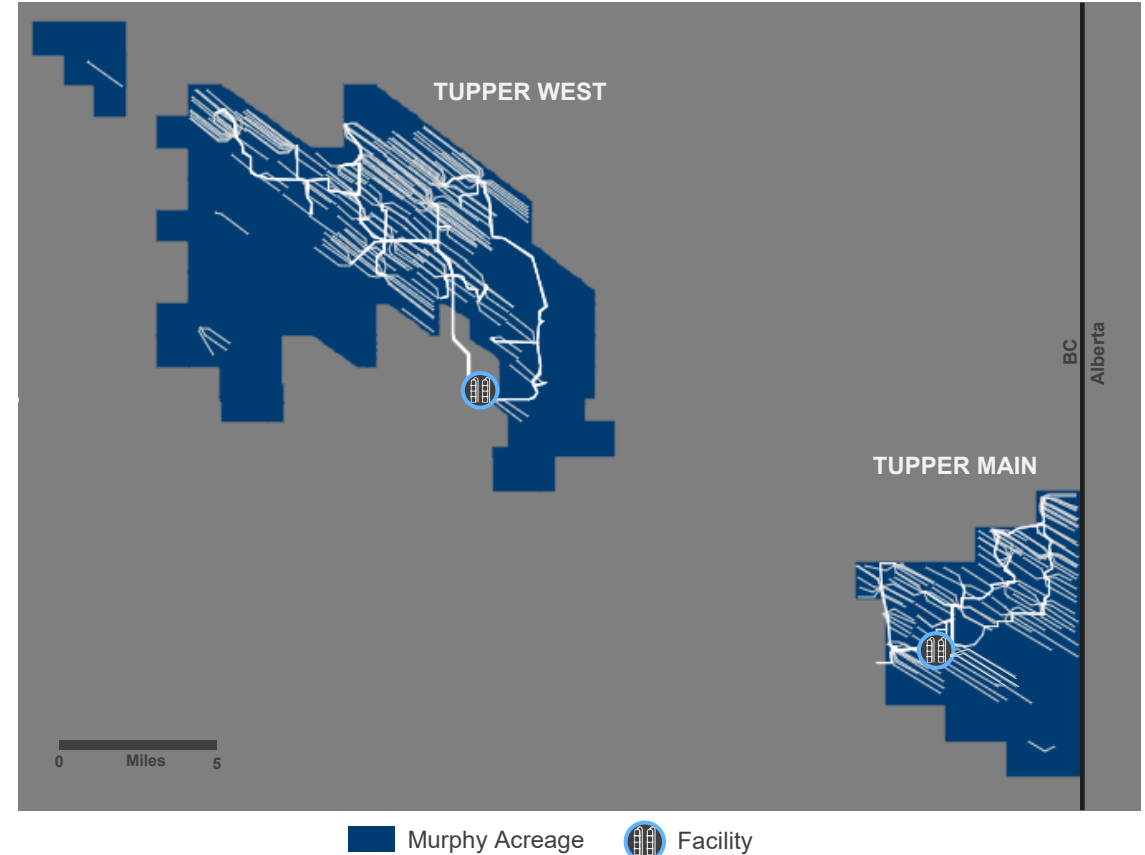 TUPPER WEST
BC
Alberta
TUPPER MAIN
0 Miles 5
Murphy Acreage
Facility